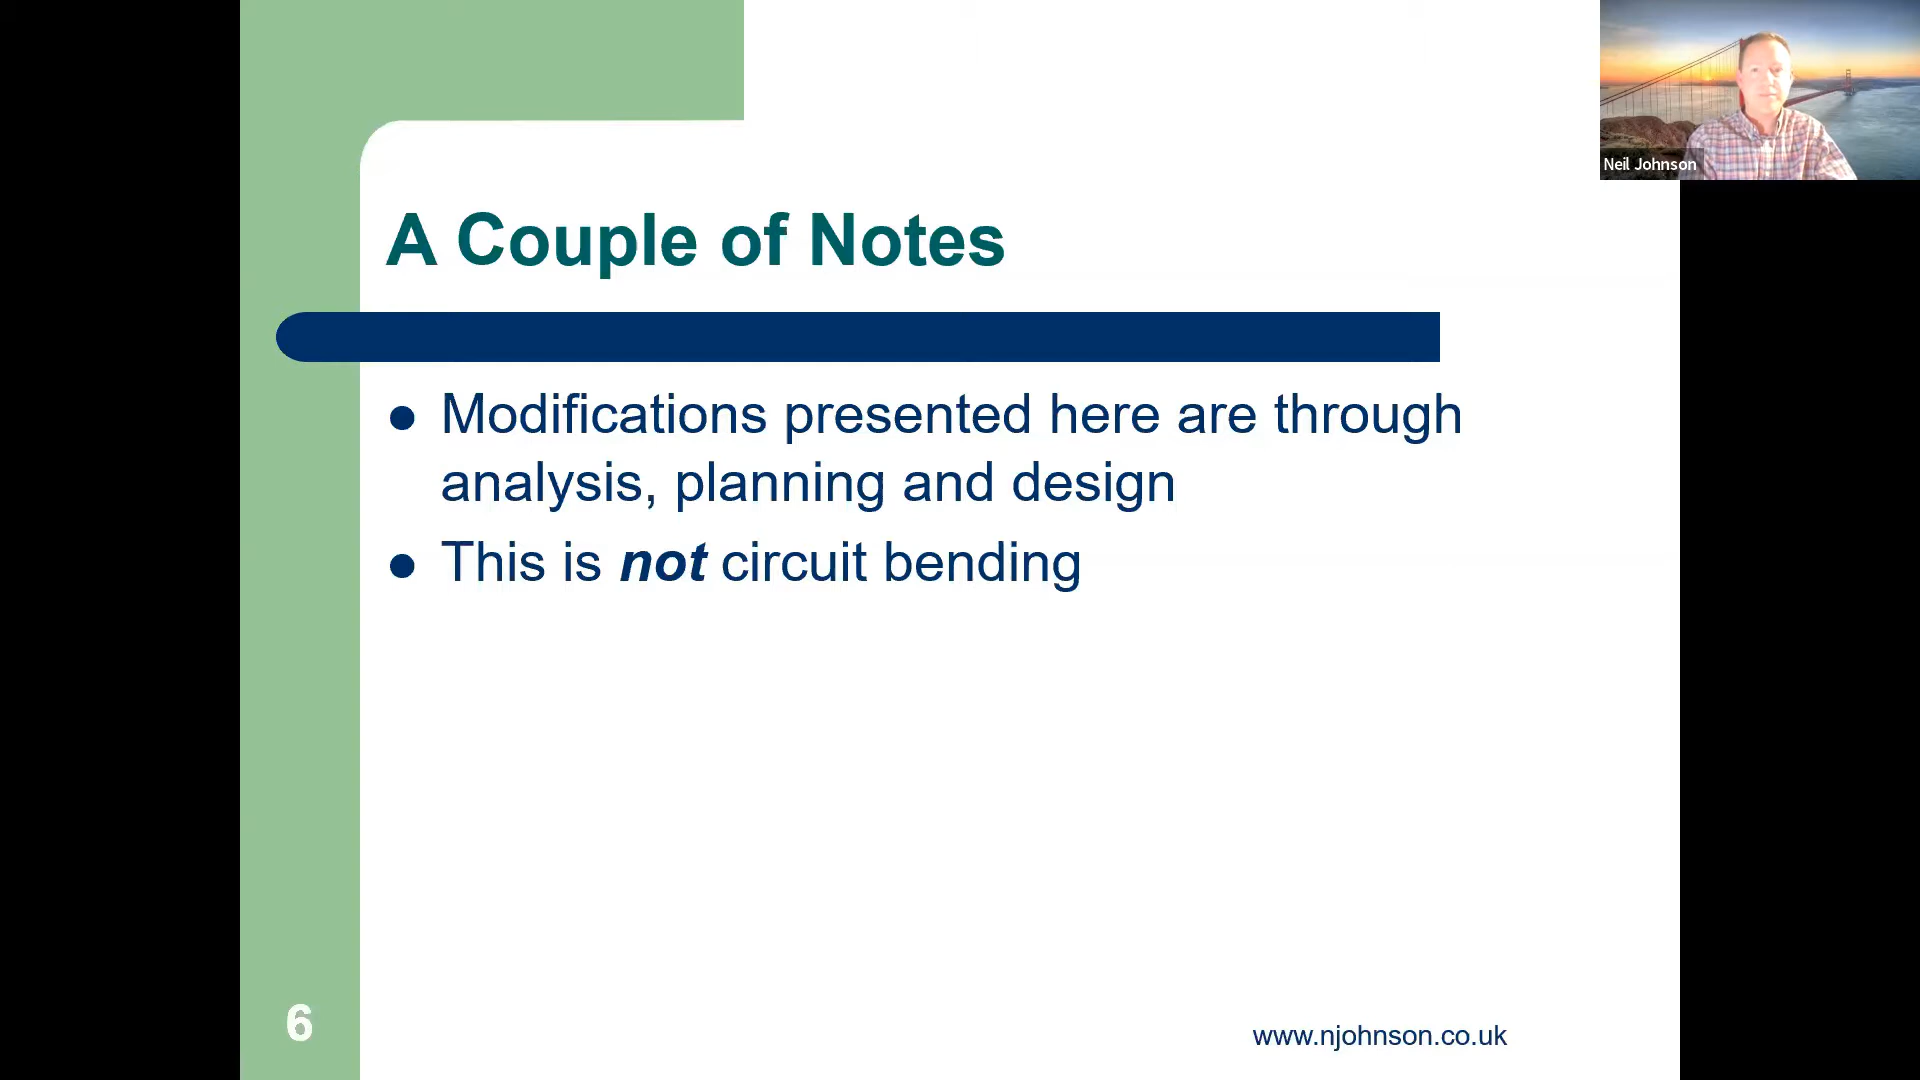 Neil Johnson
A Couple of Notes
Modifications presented here are through
analysis, planning and design
This is not circuit bending
6
www.njohnson.co.uk